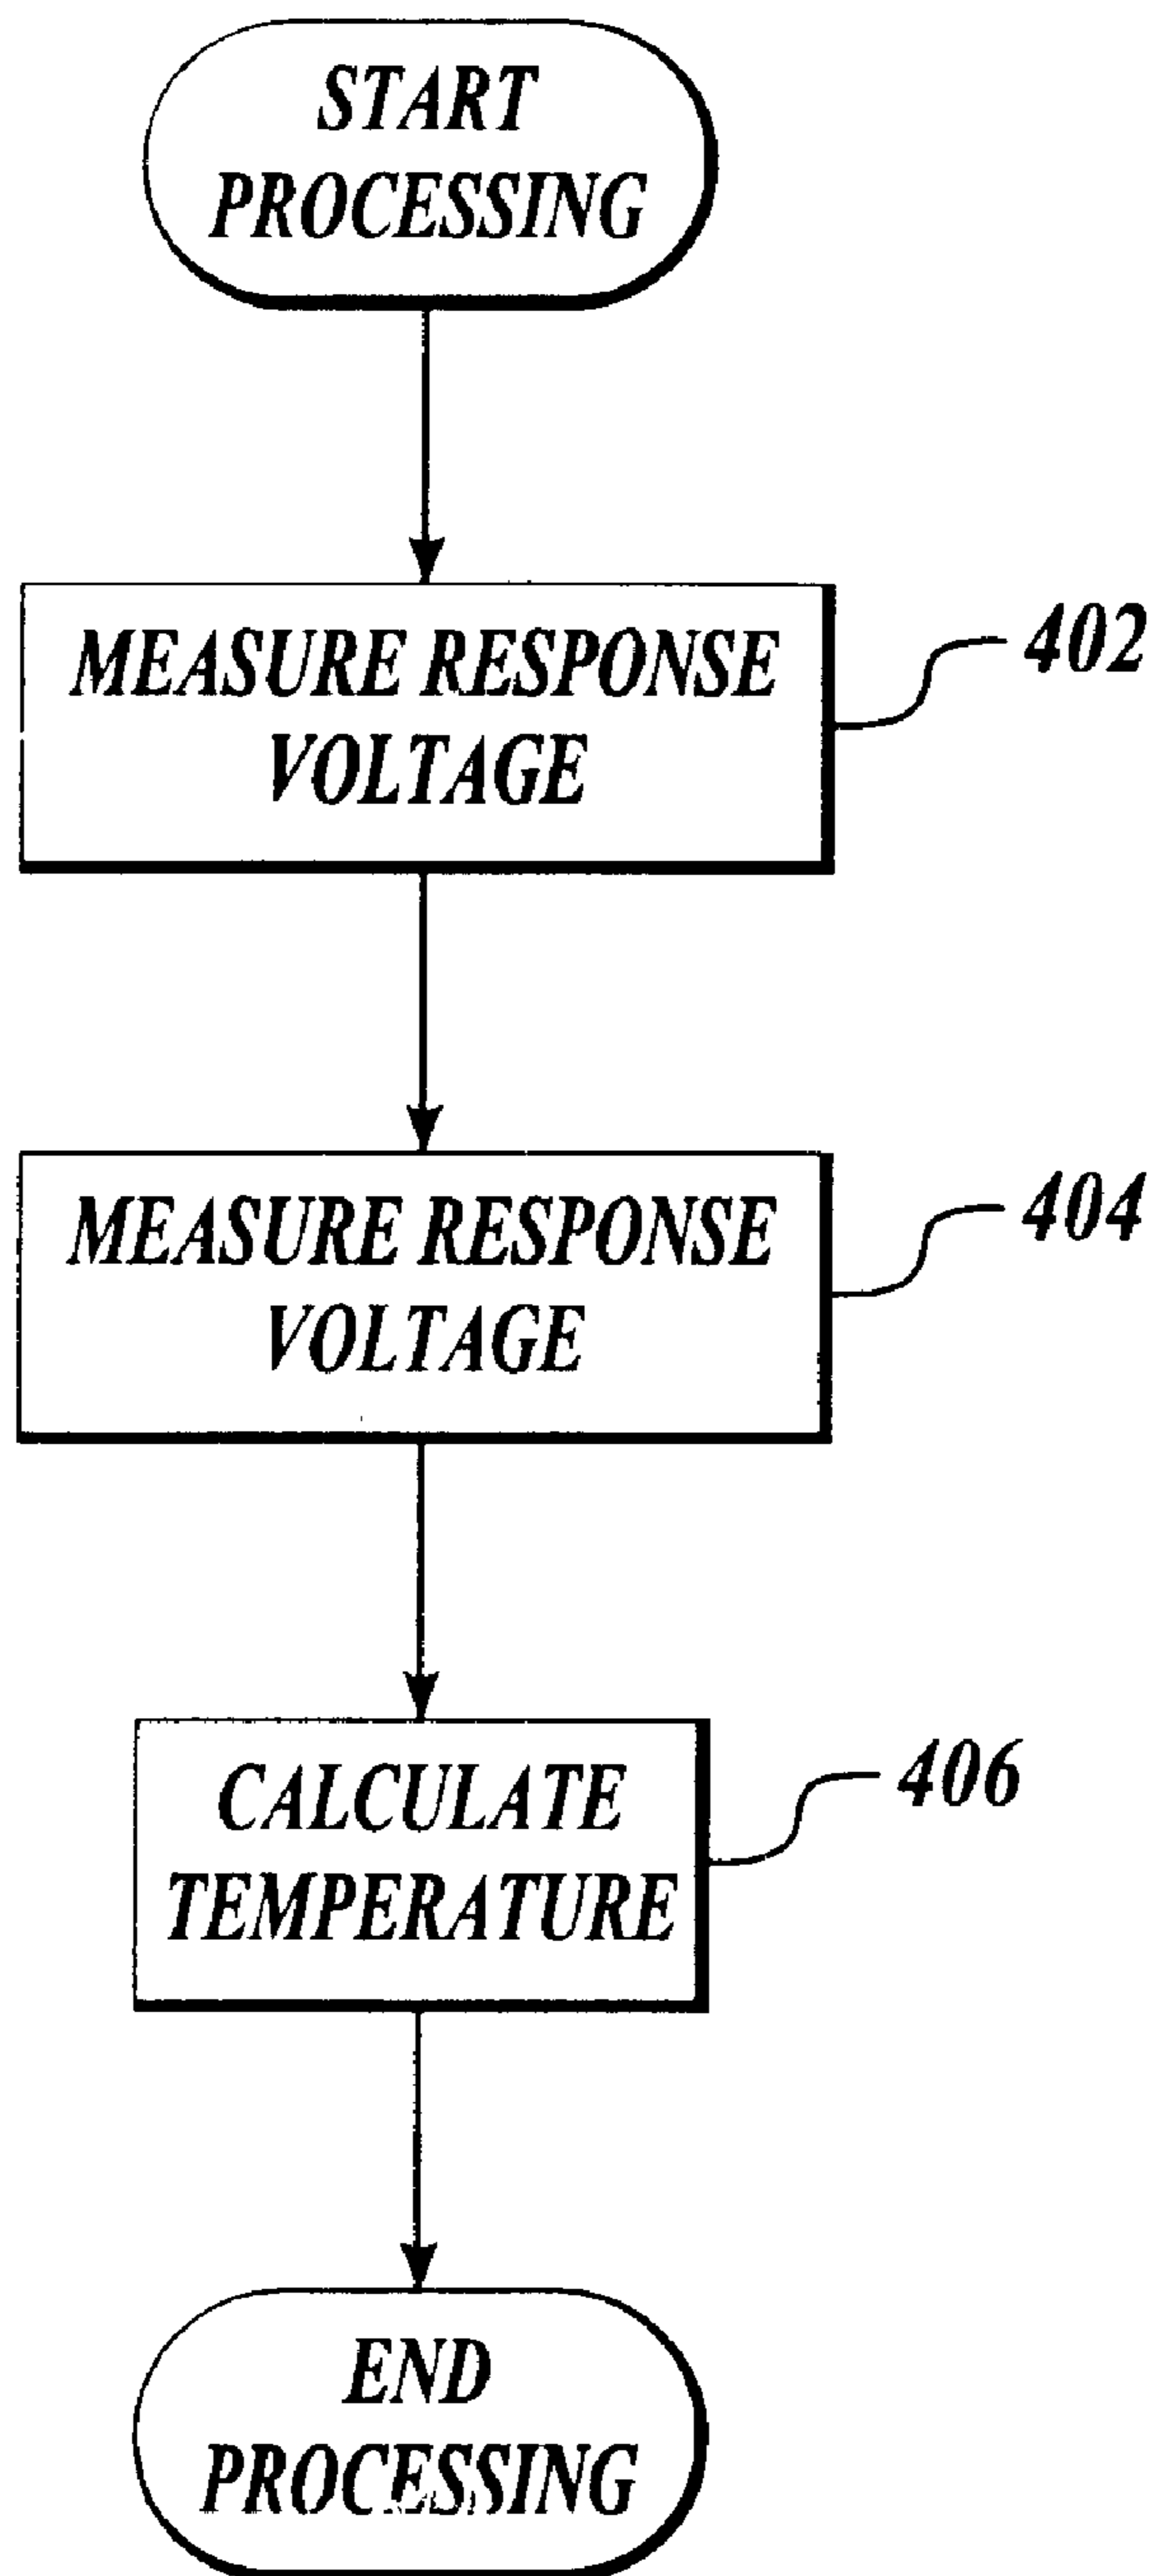 START
PROCESSING
MEASURE RESPONSE
VOLTAGE
402
MEASURE RESPONSE
VOLTAGE
404
CALCULATE
TEMPERATURE
406
END
PROCESSING